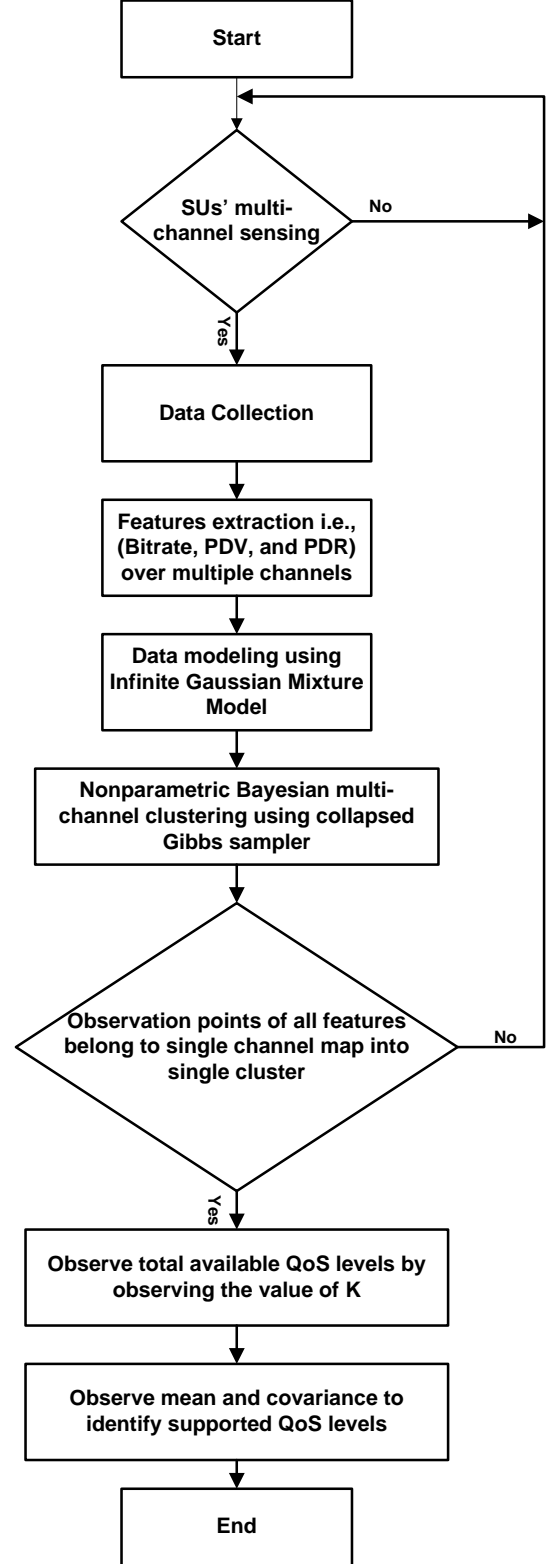 Start
SUs' multi-
channel sensing
No
Yes
Data Collection
Features extraction i.e.,
(Bitrate, PDV, and PDR)
over multiple channels
Data modeling using
Infinite Gaussian Mixture
Model
Nonparametric Bayesian multi-
channel clustering using collapsed
Gibbs sampler
Observation points of all features
belong to single channel map into
single cluster
No
Yes
Observe total available QoS levels by
observing the value of K
Observe mean and covariance to
identify supported QoS levels
End